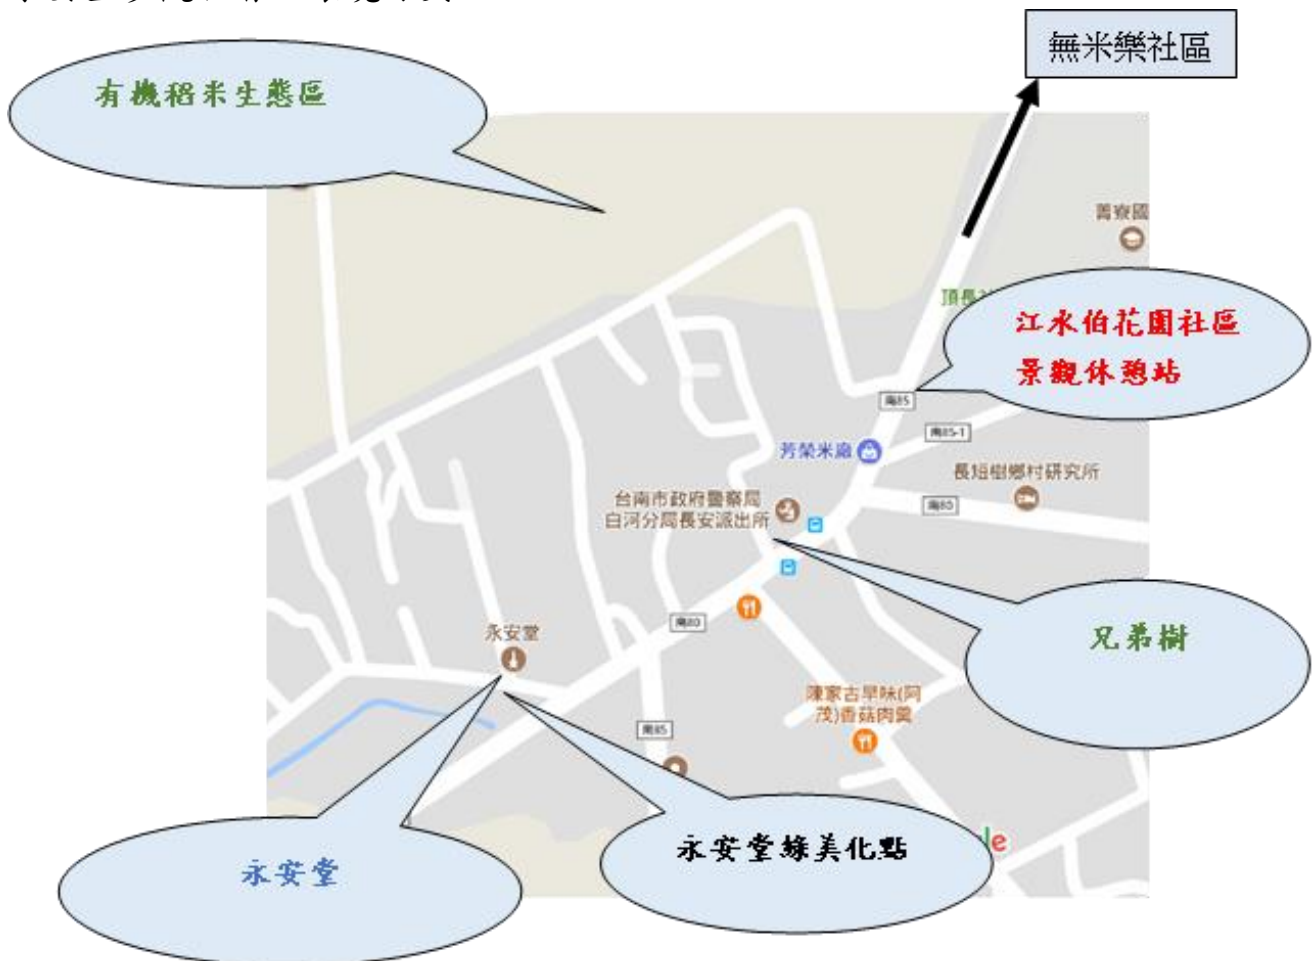 無米樂社區
有機稻米生態區
菁寮國
頂長
江水伯花園社區
景觀休憩站
南85
南85-1
芳榮米廠
長短樹鄉村研究所
台南市政府警察局
白河分局長安派出所
南80
永安堂
兄弟樹
陳家古早味(阿
茂)香菇肉羹
南85
永安堂綠美化點
永安堂
le